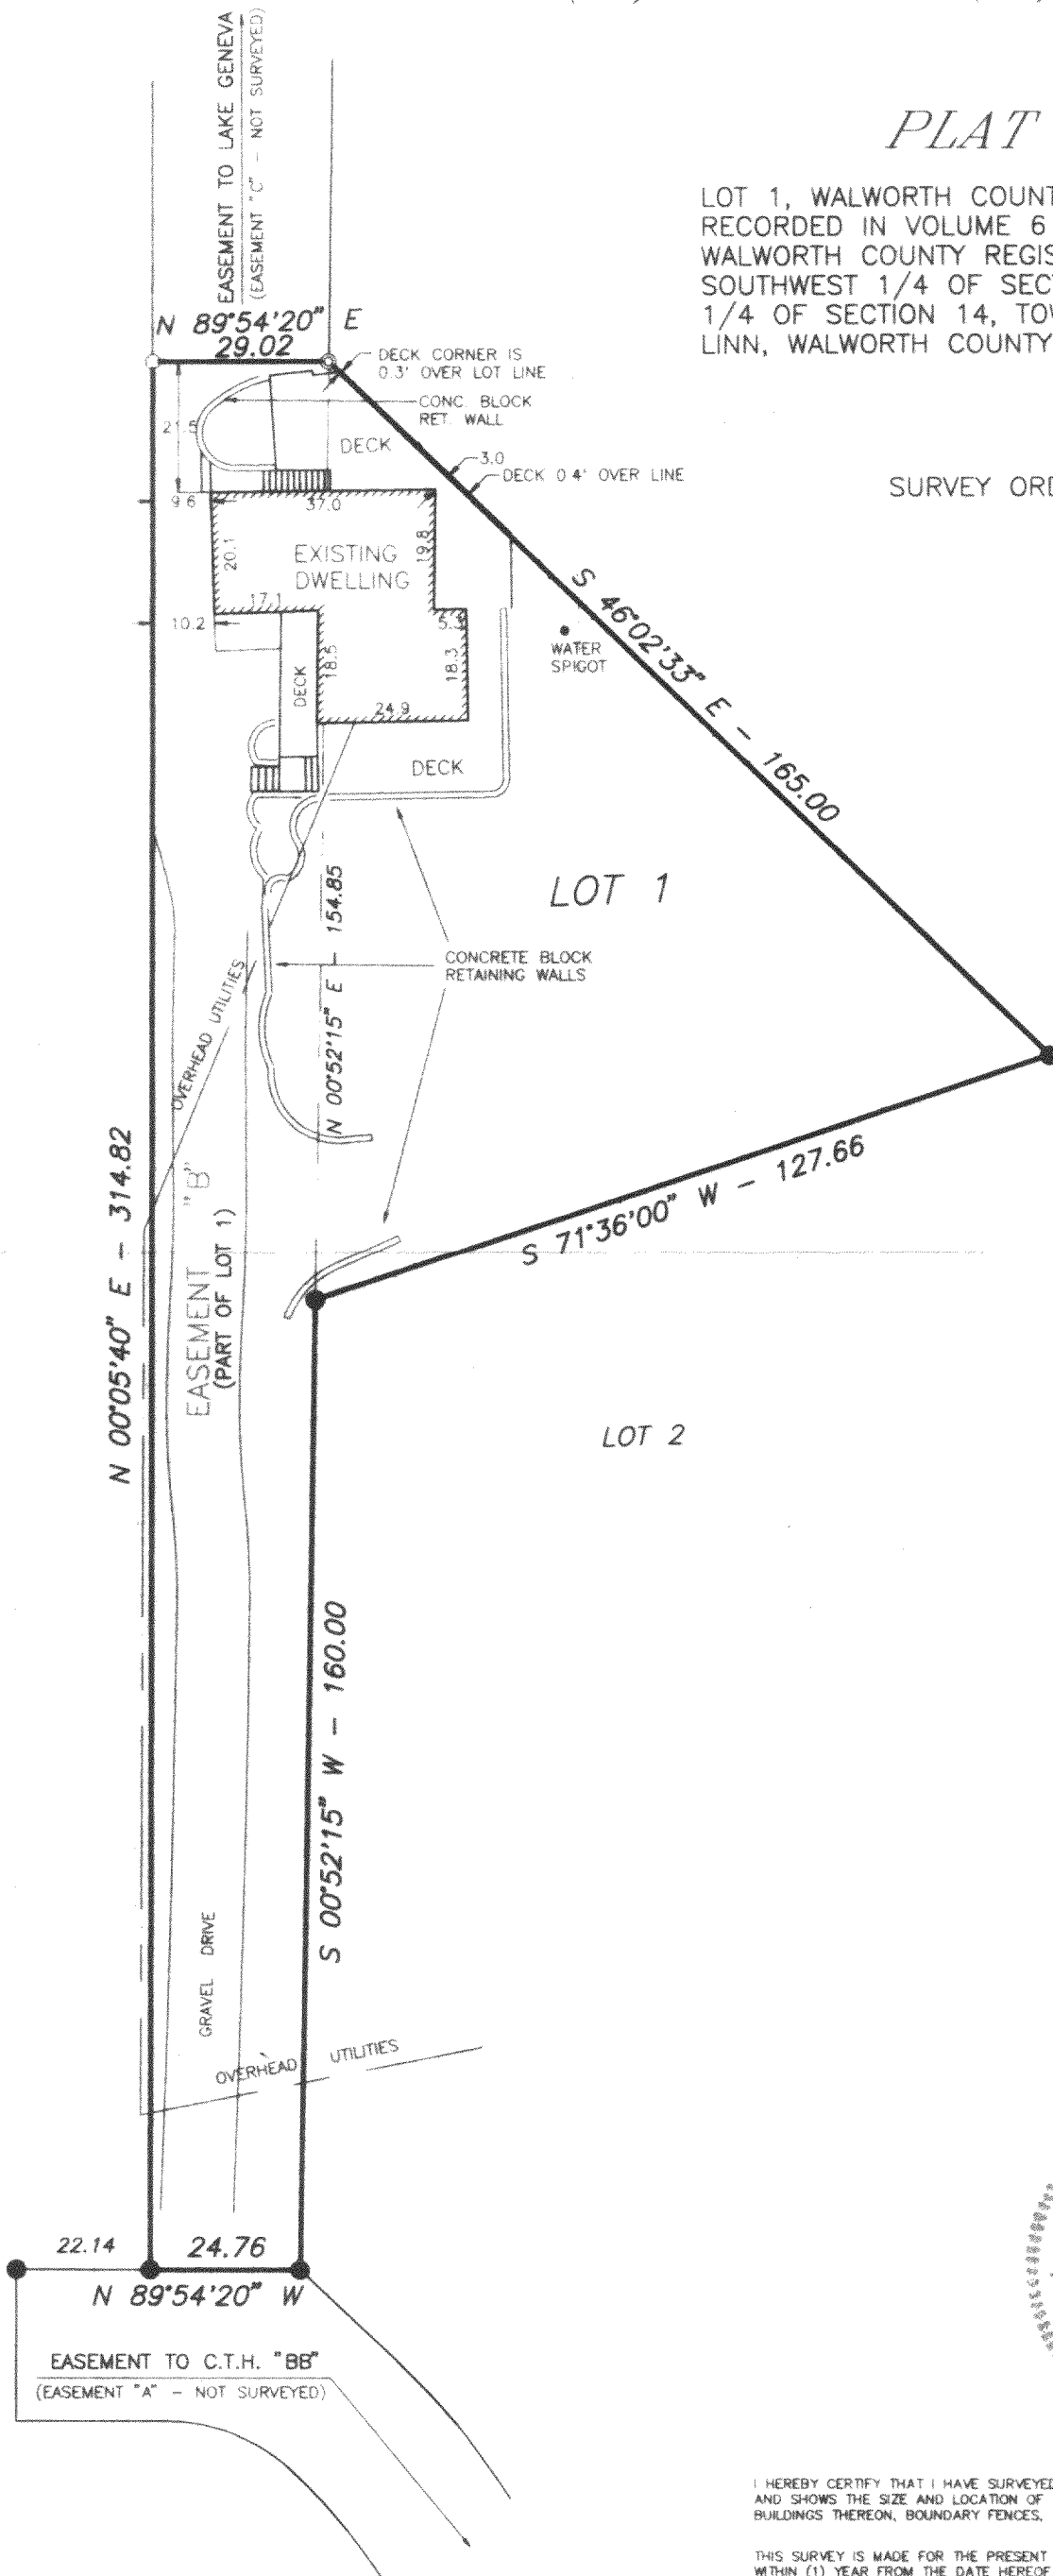 EASEMENT TO LAKE GENEVA
(EASEMENT "C" - NOT SURVEYED)
PLAT
LOT 1, WALWORTH COUNT
RECORDED IN VOLUME 6
WALWORTH COUNTY REGIS
SOUTHWEST 1/4 OF SECT
1/4 OF SECTION 14, TOW
LINN, WALWORTH COUNTY
N 89°54'20" E
29.02
DECK CORNER IS
0.3' OVER LOT LINE
CONC. BLOCK
RET. WALL
21.5
DECK
3.0
DECK 0.4' OVER LINE
SURVEY ORD
9.6
37.0
20.1
EXISTING
DWELLING
19.8
17.1
10.2
5.3
S 46°02'33" E - 165.00
WATER
SPIGOT
DECK
18.5
18.3
24.9
DECK
LOT 1
N 00°52'15" E - 154.85
CONCRETE BLOCK
RETAINING WALLS
OVERHEAD UTILITIES
N 00°05'40" E - 314.82
EASEMENT "B"
(PART OF LOT 1)
S 71°36'00" W - 127.66
LOT 2
S 00°52'15" W - 160.00
GRAVEL DRIVE
OVERHEAD UTILITIES
22.14
24.76
N 89°54'20" W
EASEMENT TO C.T.H. "BB"
(EASEMENT "A" - NOT SURVEYED)
I HEREBY CERTIFY THAT I HAVE SURVEYED
AND SHOWS THE SIZE AND LOCATION OF
BUILDINGS THEREON, BOUNDARY FENCES,
THIS SURVEY IS MADE FOR THE PRESENT
WITHIN (1) YEAR FROM THE DATE HEREOF